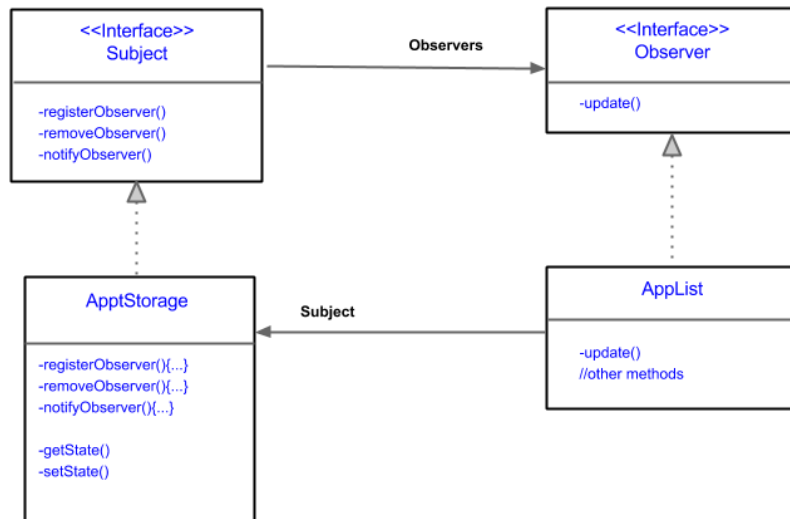 <<Interface>>
Subject
-registerObserver()
-removeObserver()
-notifyObserver()
Observers
<<Interface>>
Observer
-update()
ApptStorage
-registerObserver(){...}
-removeObserver(){...}
-notifyObserver(){...}
-getState()
-setState()
Subject
AppList
-update()
//other methods